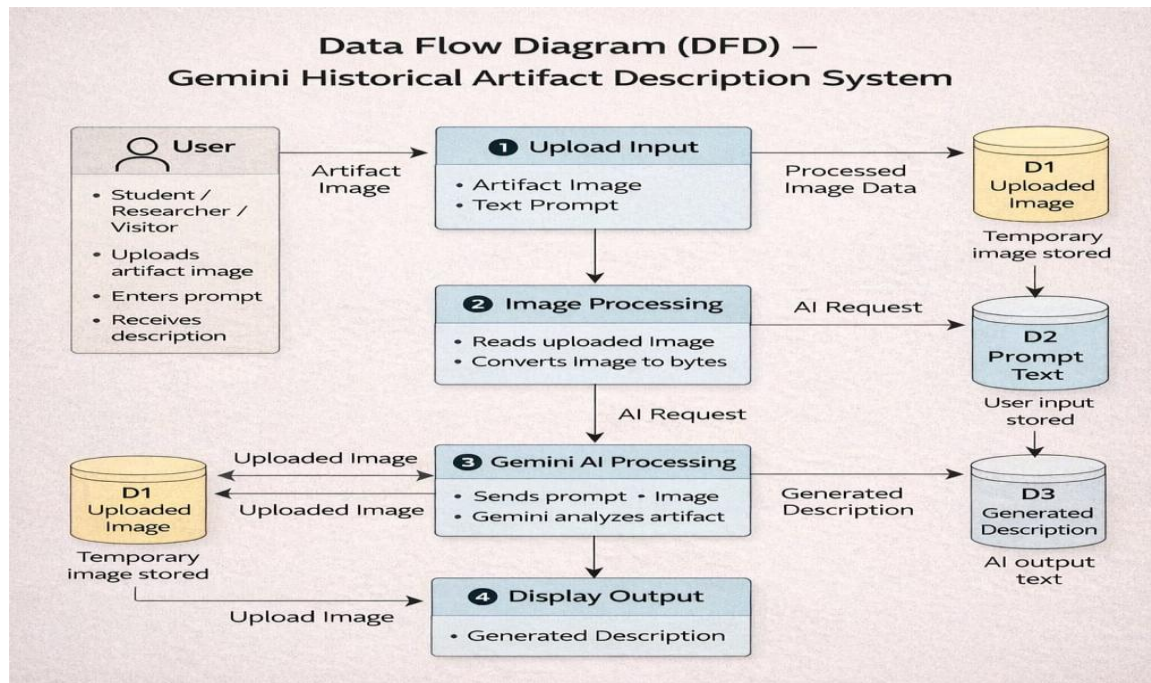 Data Flow Diagram (DFD) —
Gemini Historical Artifact Description System
User
• Student /
Researcher /
Visitor
• Uploads
artifact image
• Enters prompt
• Receives
description
Artifact
Image
1 Upload Input
• Artifact Image
• Text Prompt
Processed
Image Data
D1
Uploaded
Image
Temporary
image stored
2 Image Processing
• Reads uploaded Image
• Converts image to bytes
AI Request
D2
Prompt
Text
User input
stored
AI Request
3 Gemini AI Processing
• Sends prompt • Image
• Gemini analyzes artifact
Uploaded Image
Uploaded Image
D1
Uploaded
Image
Temporary
image stored
Generated
Description
D3
Generated
Description
AI output
text
Upload Image
4 Display Output
• Generated Description